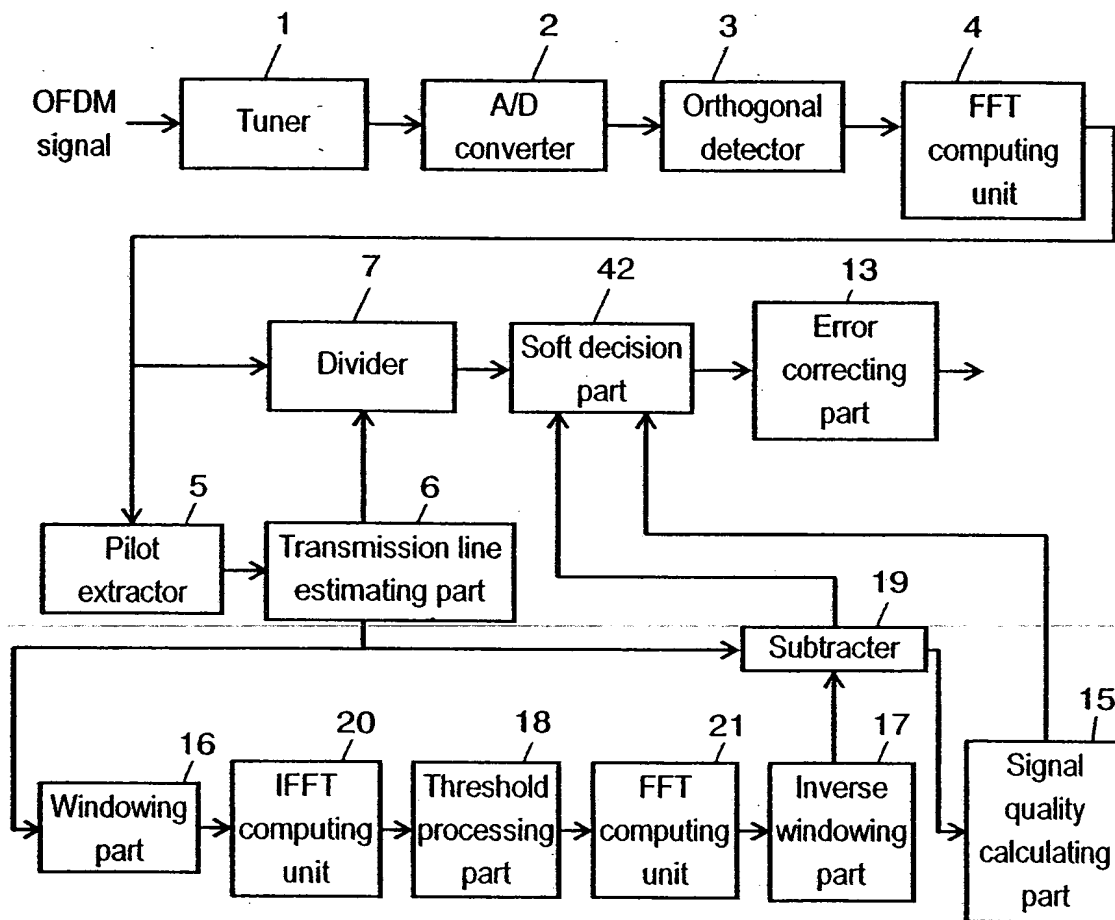 1
2
3
4
OFDM
signal
Tuner
A/D
converter
Orthogonal
detector
FFT
computing
unit
7
42
13
Divider
Soft decision
part
Error
correcting
part
5
6
Pilot
extractor
Transmission line
estimating part
19
Subtracter
16
20
18
21
17
15
Windowing
part
IFFT
computing
unit
Threshold
processing
part
FFT
computing
unit
Inverse
windowing
part
Signal
quality
calculating
part